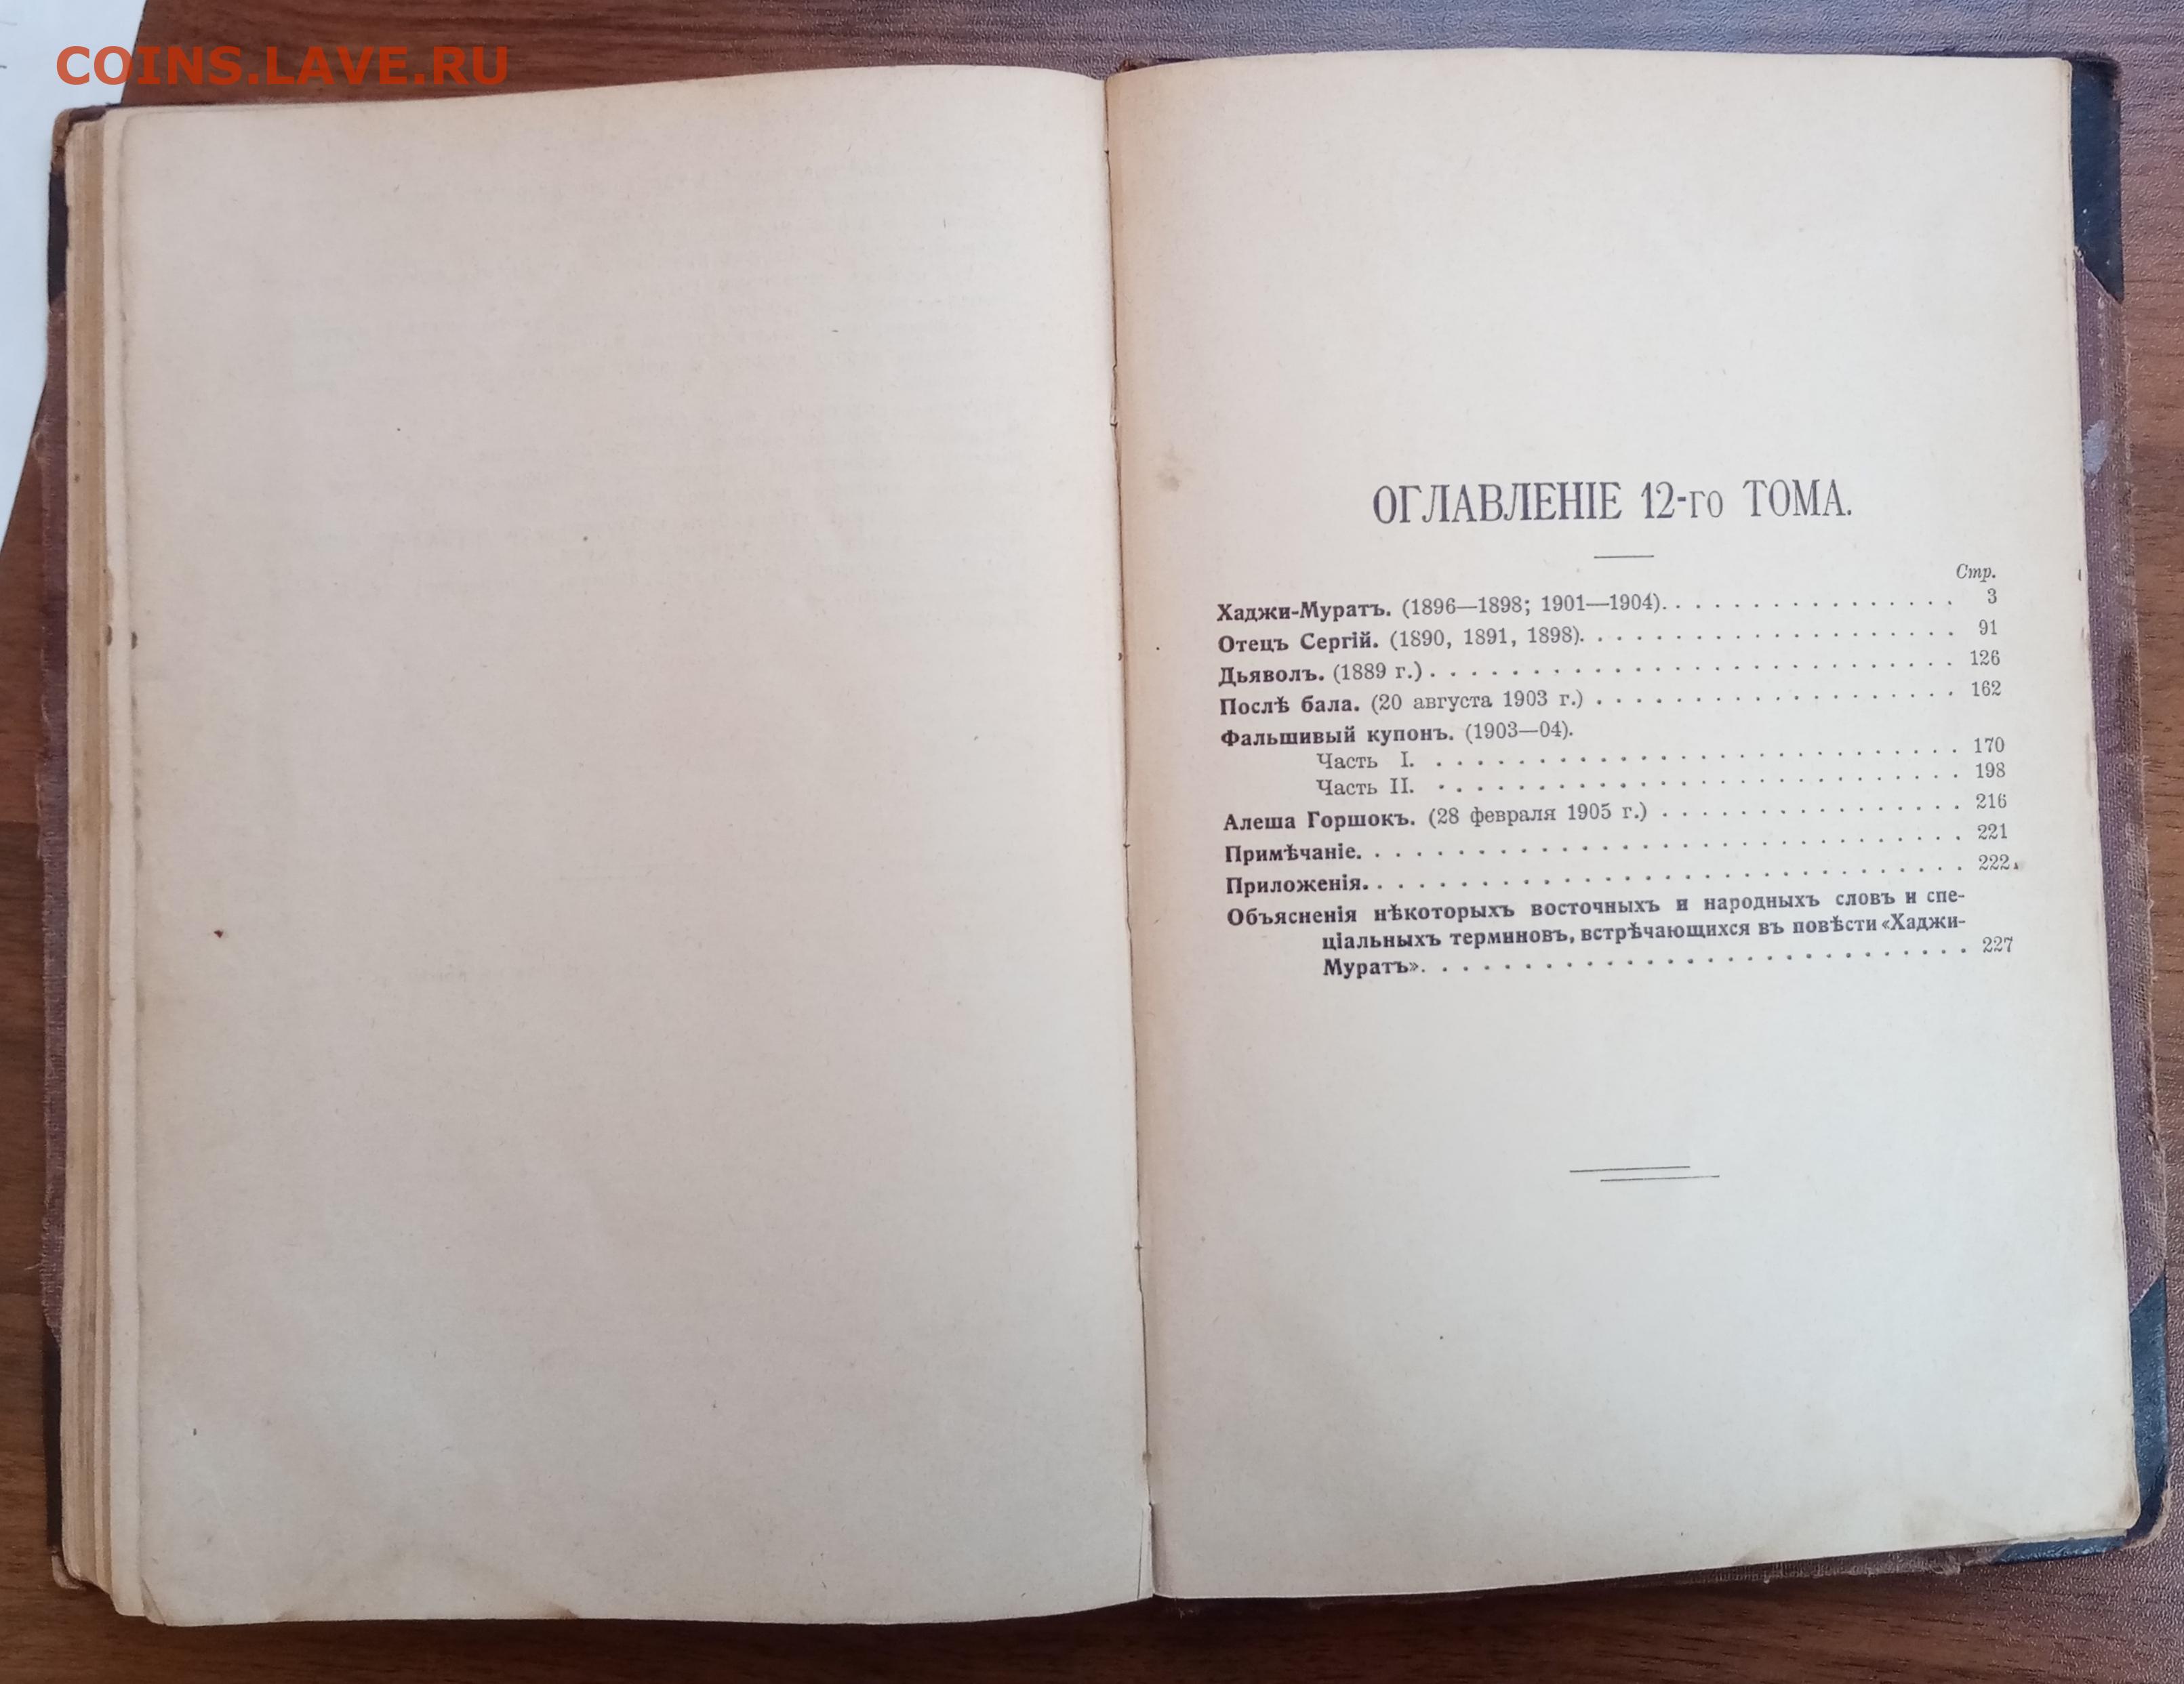 COINS.LAVE.RU
ОГЛАВЛЕНІЕ 12-го ТОМА.
Стр.
Хаджи-Муратъ. (1896—1898; 1901—1904). . . . . . . . . . . . . . . . 3
Отецъ Сергій. (1890, 1891, 1898). . . . . . . . . . . . . . . . . . . 91
Дьяволъ. (1889 г.) . . . . . . . . . . . . . . . . . . . . . . . . . . 126
Послѣ бала. (20 августа 1903 г.) . . . . . . . . . . . . . . . . . . 162
Фальшивый купонъ. (1903—04).
Часть I. . . . . . . . . . . . . . . . . . . . . . . 170
Часть II. . . . . . . . . . . . . . . . . . . . . . 198
Алеша Горшокъ. (28 февраля 1905 г.) . . . . . . . . . . . . . . . 216
Примѣчаніе. . . . . . . . . . . . . . . . . . . . . . . . . . . 221
Приложенія. . . . . . . . . . . . . . . . . . . . . . . . . . . 222
Объясненія нѣкоторыхъ восточныхъ и народныхъ словъ и спе-
ціальныхъ терминовъ, встрѣчающихся въ повѣсти «Хаджи-
Муратъ». . . . . . . . . . . . . . . . . . . . . . . 227